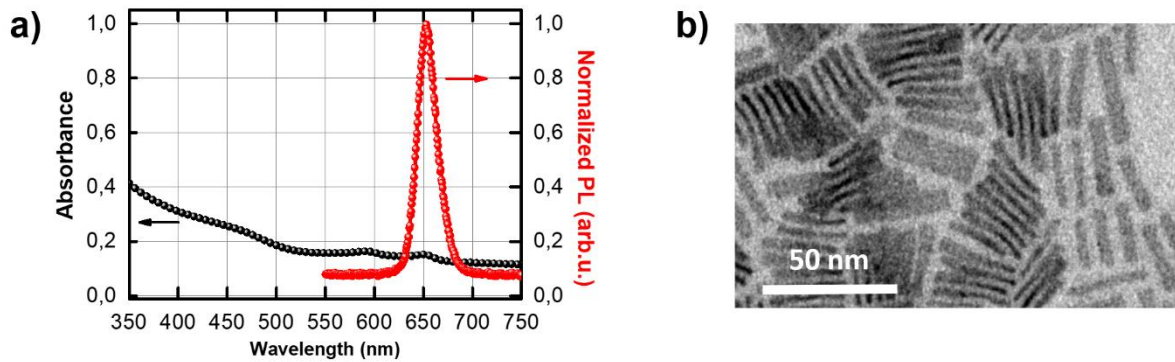 a)
Absorbance
1,0
0,8
0,6
0,4
0,2
0,0
350 400 450 500 550 600 650 700 750
Wavelength (nm)
1,0
0,8
0,6
0,4
0,2
0,0
Normalized PL (arb.u.)
b)
50 nm